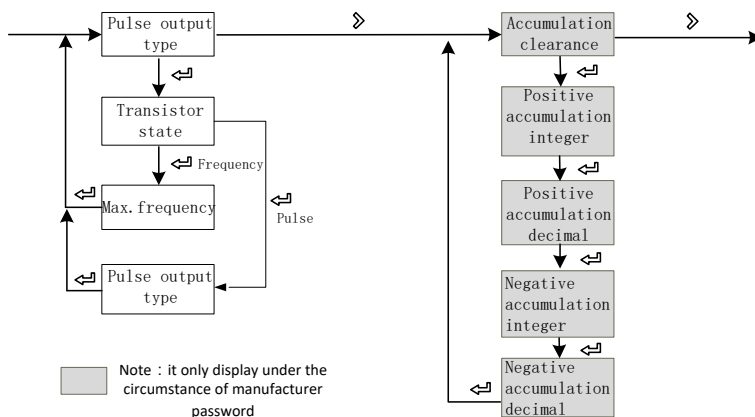 Pulse output
type
Transistor
state
Frequency
Max.frequency
Pulse
Pulse output
type
Accumulation
clearance
Positive
accumulation
integer
Positive
accumulation
decimal
Negative
accumulation
integer
Negative
accumulation
decimal
Note：it only display under the
circumstance of manufacturer
password